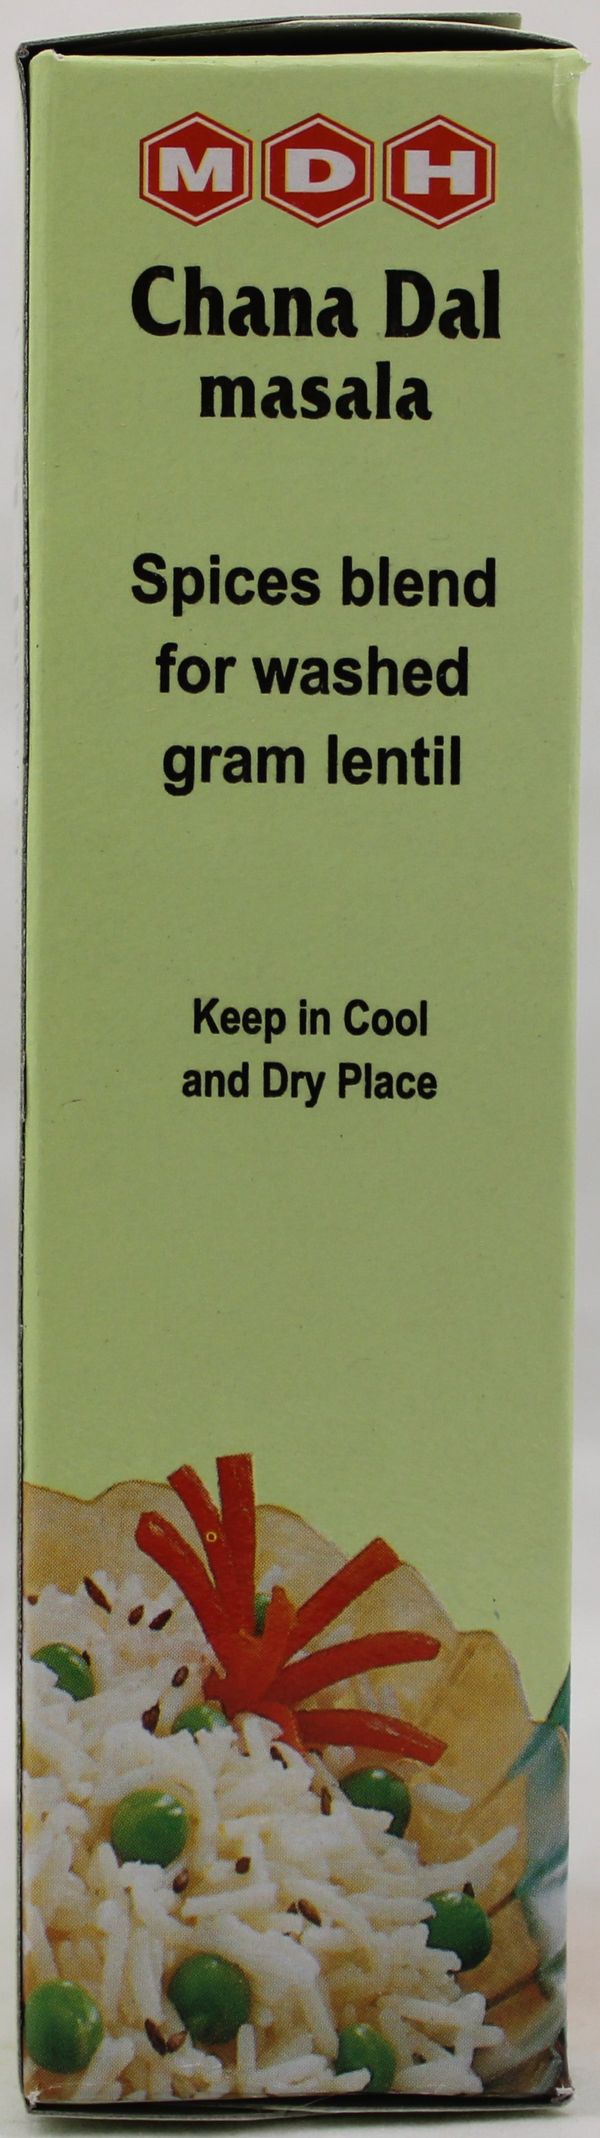 MDH
Chana Dal
masala
Spices blend
for washed
gram lentil
Keep in Cool
and Dry Place